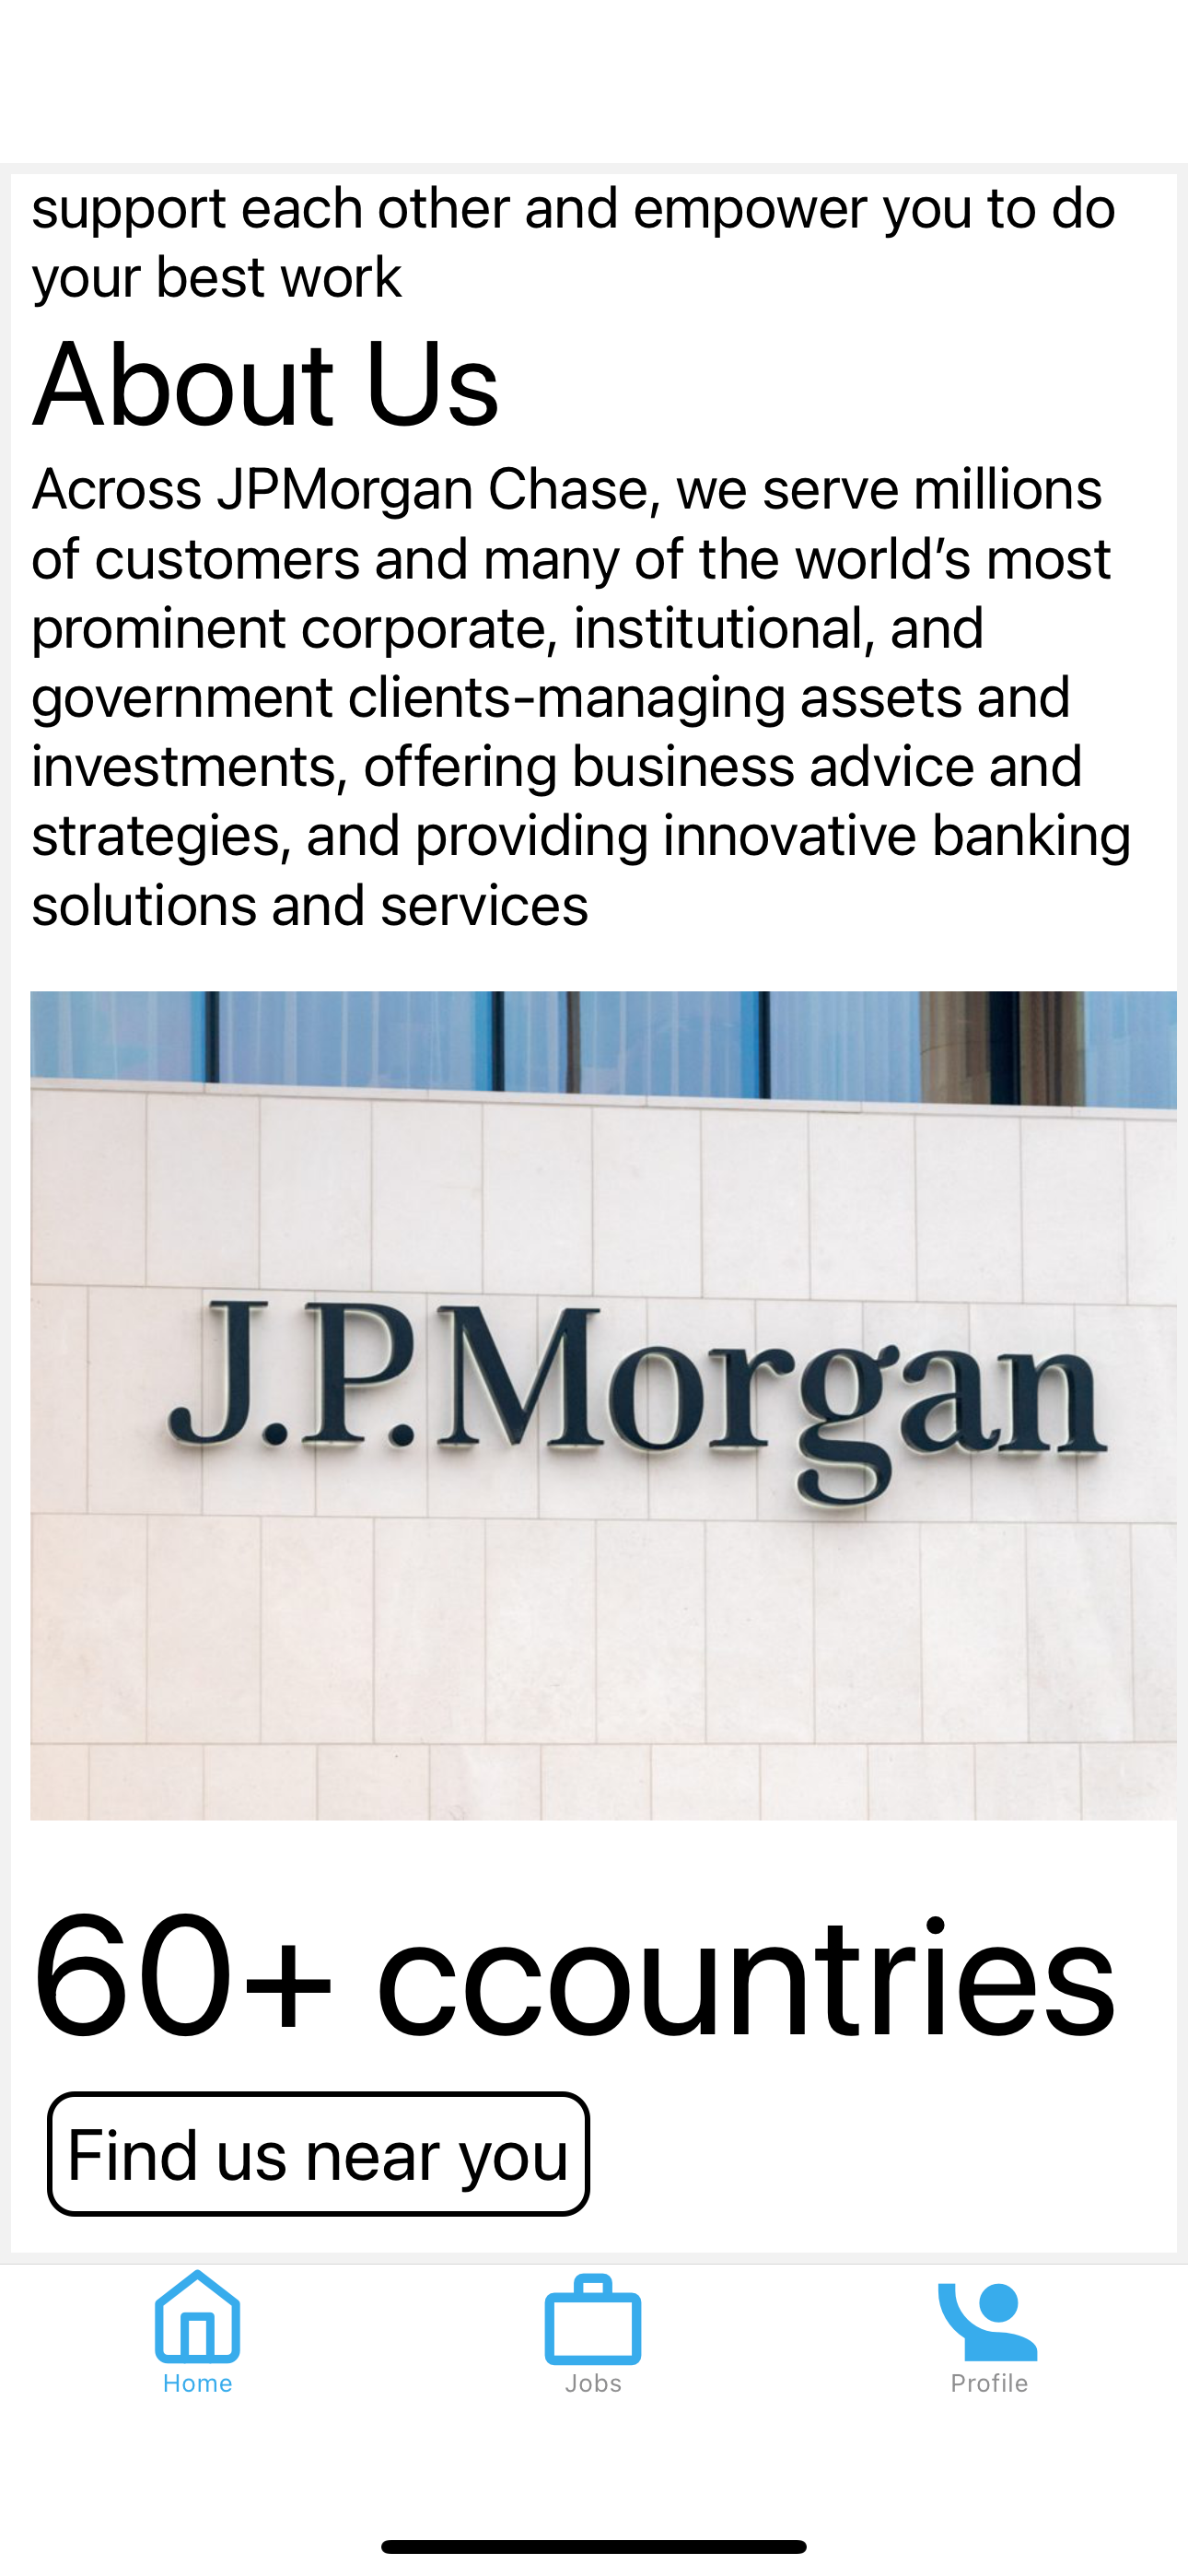 support each other and empower you to do
your best work
About Us
Across JPMorgan Chase, we serve millions
of customers and many of the world’s most
prominent corporate, institutional, and
government clients-managing assets and
investments, offering business advice and
strategies, and providing innovative banking
solutions and services
J.P.Morgan
60+ ccountries
Find us near you
Home
Jobs
Profile